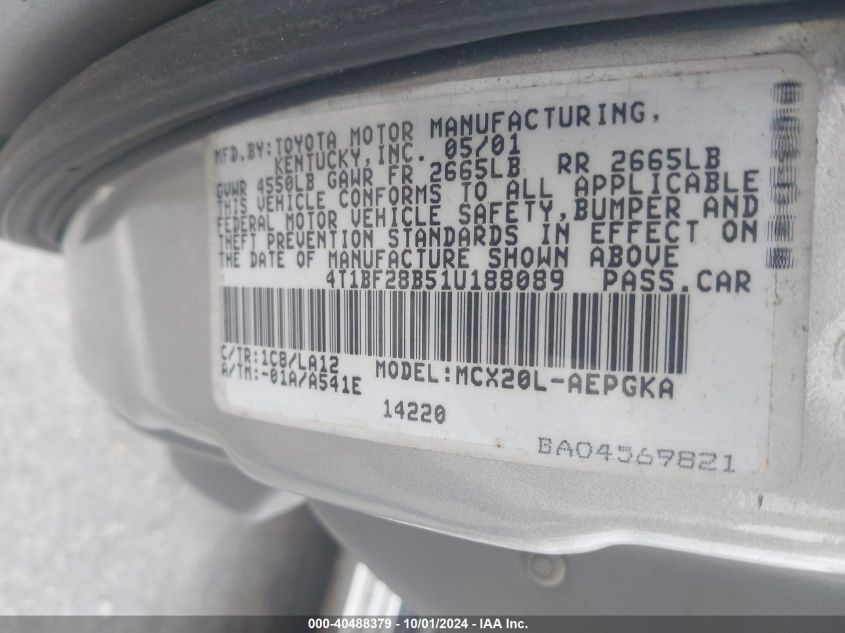 MFD.BY:TOYOTA MOTOR MANUFACTURING,
KENTUCKY,INC. 05/01
GVWR 4550LB GAWR FR 2665LB RR 2665LB
THIS VEHICLE CONFORMS TO ALL APPLICABLE
FEDERAL MOTOR VEHICLE SAFETY,BUMPER AND
THEFT PREVENTION STANDARDS IN EFFECT ON
THE DATE OF MANUFACTURE SHOWN ABOVE
4T1BF28B51U188089 PASS.CAR
C/TR:1C8/LA12
A/TM:-01A/A541E MODEL:MCX20L-AEPGKA
14220
BA04569821
00-40488379 - 10/01/2024 - MCX - IAA Inc.